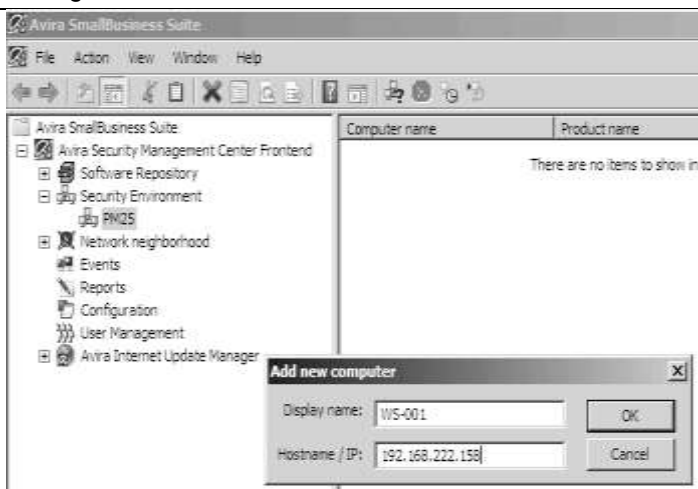 Avira SmallBusiness Suite
File Action View Window Help
Avira SmallBusiness Suite
Avira Security Management Center Frontend
Software Repository
Security Environment
PM25
Network neighborhood
Events
Reports
Configuration
User Management
Avira Internet Update Manager
Computer name Product name
There are no items to show in
Add new computer
Display name: WS-001 OK
Hostname / IP: 192.168.222.158 Cancel